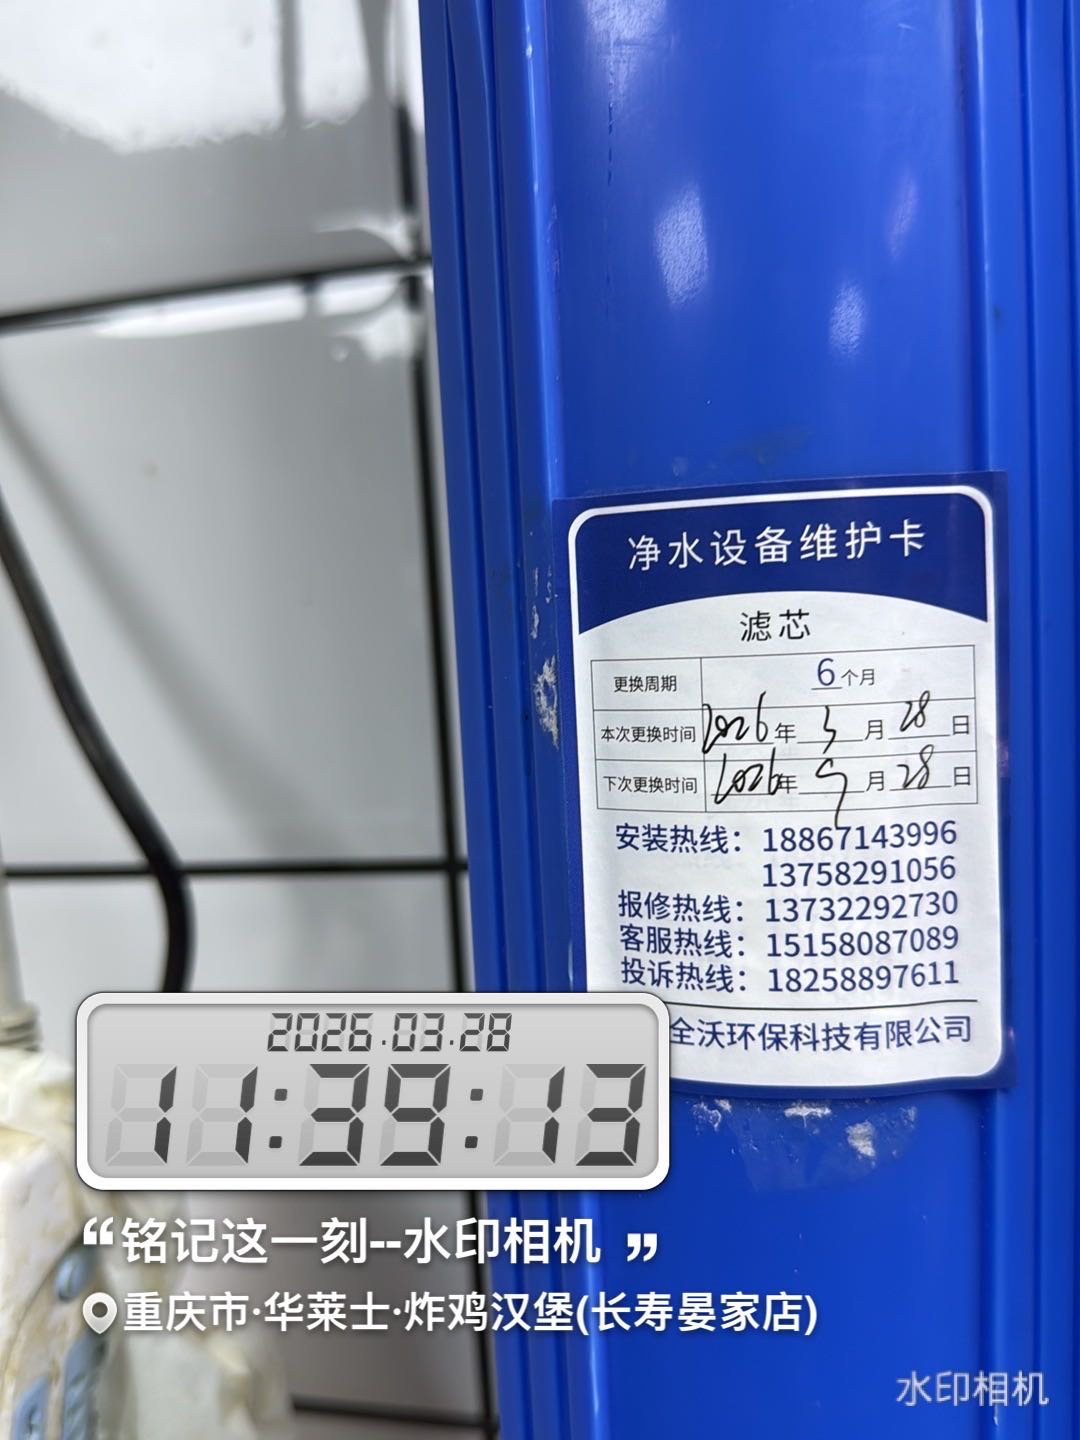 净水设备维护卡
滤芯
更换周期 6个月
本次更换时间 2026年3月28日
下次更换时间 2026年9月28日
安装热线：18867143996
13758291056
报修热线：13732292730
客服热线：15158087089
投诉热线：18258897611
全沃环保科技有限公司
2026.03.28
11:39:13
“铭记这一刻--水印相机 ”
重庆市·华莱士·炸鸡汉堡(长寿晏家店)
水印相机